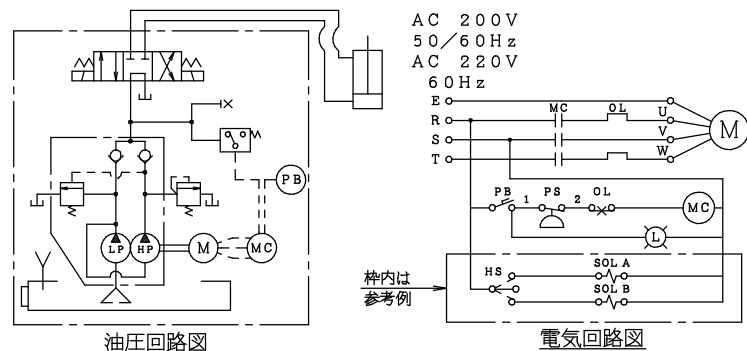 AC 200V
50/60Hz
AC 220V
60Hz
E
R
S
T
MC
OL
U
V
W
M
PB
1
PS
2
OL
MC
L
HS
SOL A
SOL B
枠内は
参考例
電気回路図
PB
LP
HP
M
MC
油圧回路図